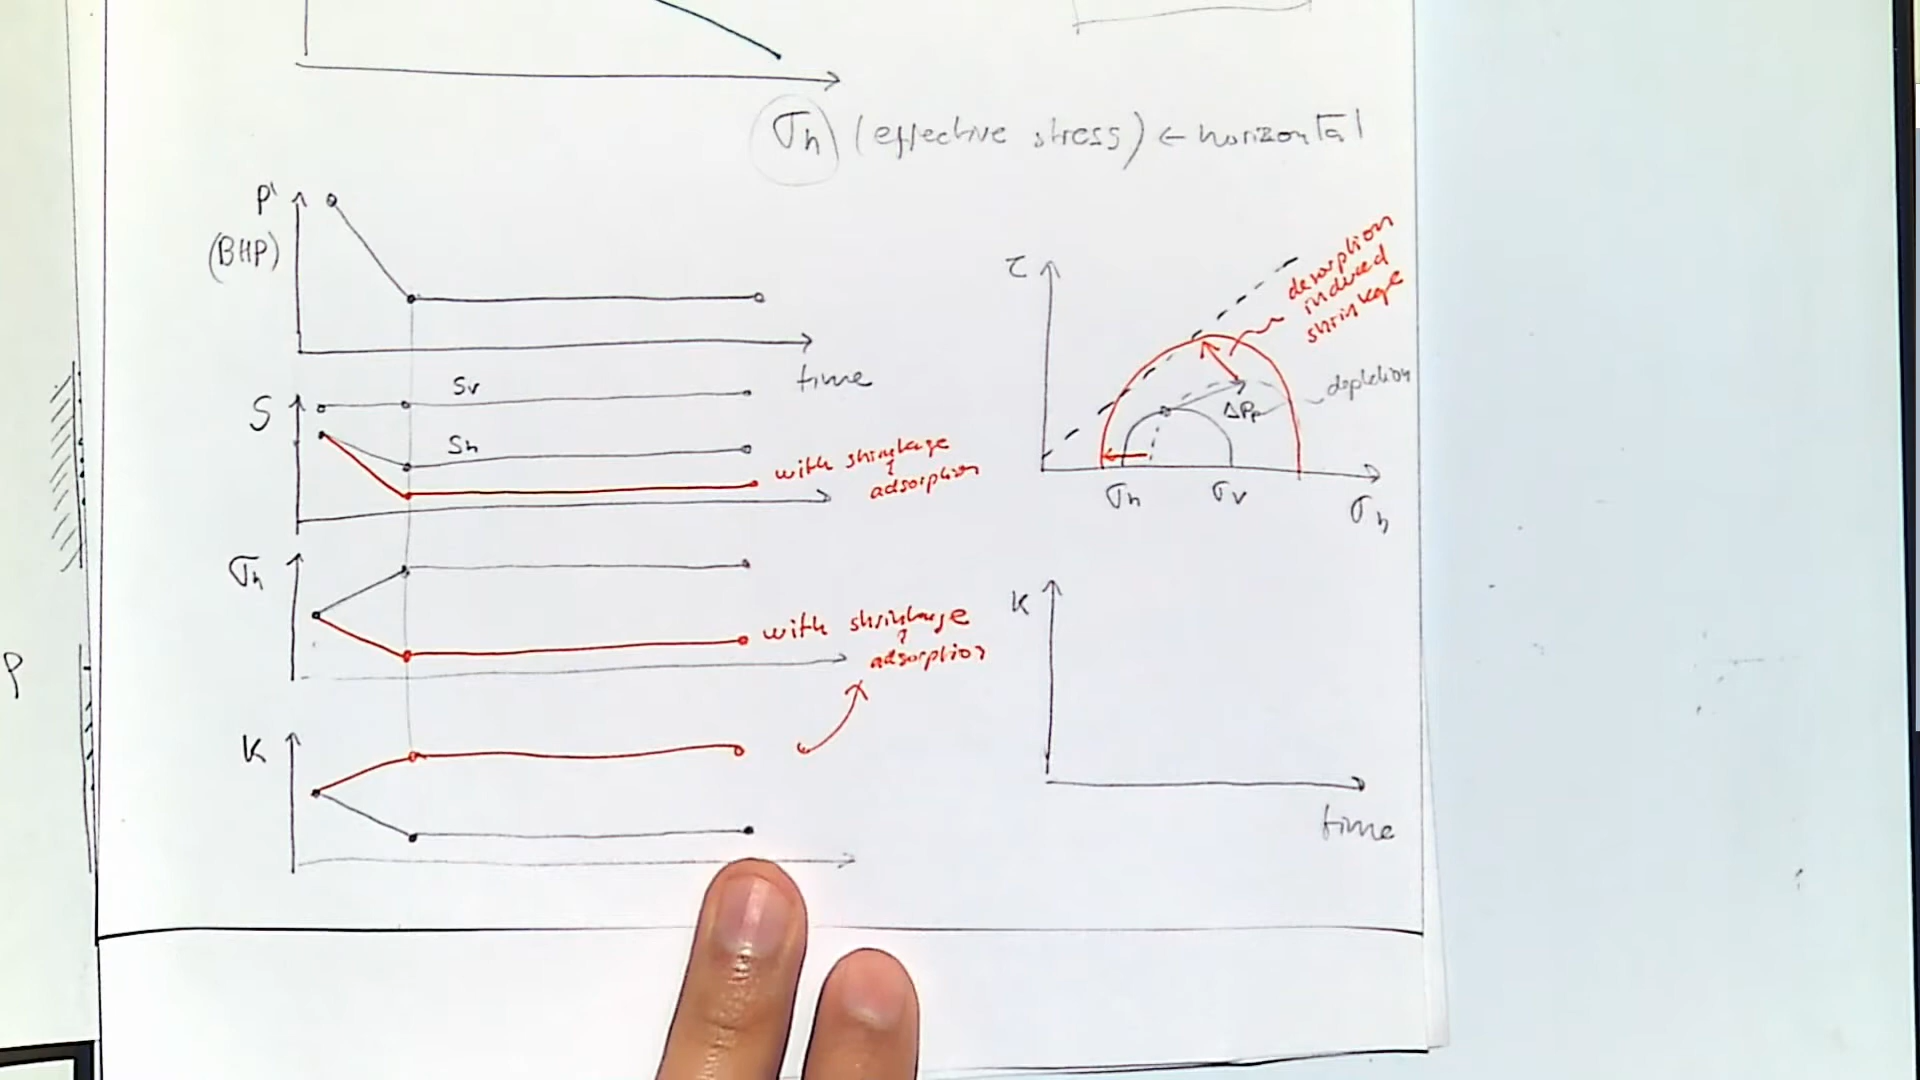 σh (effective stress) ← horizontal
P
(BHP)
time
S
Sv
Sh
with shrinkage
adsorption
σh
with shrinkage
adsorption
K
τ
desorption
induced
shrinkage
depletion
ΔPp
σh
σv
σh
K
time
P